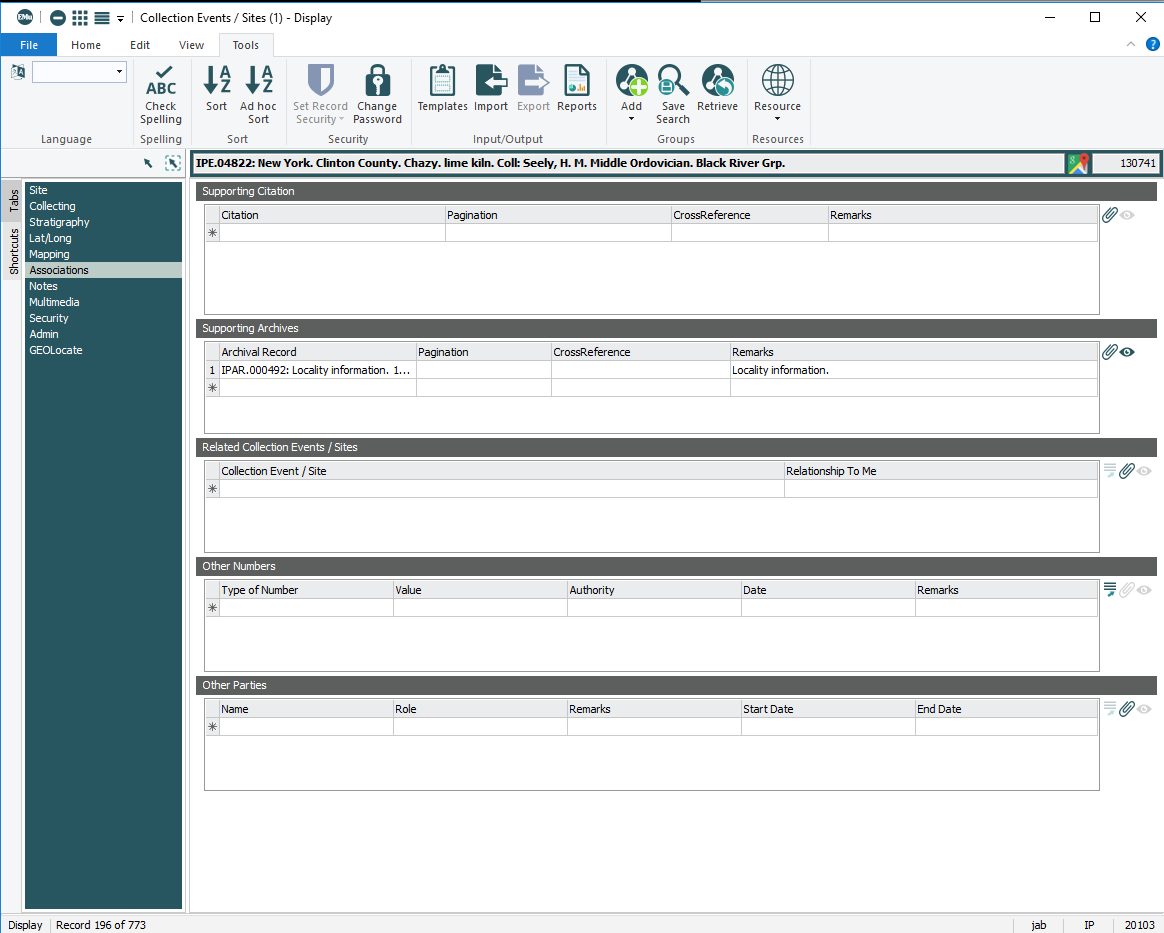 EMu Collection Events / Sites (1) - Display
File Home Edit View Tools
ABC
Check Spelling
Sort
Ad hoc Sort
Set Record Security
Change Password
Templates
Import
Export
Reports
Add
Save Search
Retrieve
Resource
Language Spelling Sort Security Input/Output Groups Resources
IPE.04822: New York. Clinton County. Chazy. lime kiln. Coll: Seely, H. M. Middle Ordovician. Black River Grp. 130741
Tabs
Shortcuts
Site
Collecting
Stratigraphy
Lat/Long
Mapping
Associations
Notes
Multimedia
Security
Admin
GEOLocate
Supporting Citation
Citation Pagination CrossReference Remarks
Supporting Archives
Archival Record Pagination CrossReference Remarks
1 IPAR.000492: Locality information. 1... Locality information.
Related Collection Events / Sites
Collection Event / Site Relationship To Me
Other Numbers
Type of Number Value Authority Date Remarks
Other Parties
Name Role Remarks Start Date End Date
Display Record 196 of 773 jab IP 20103